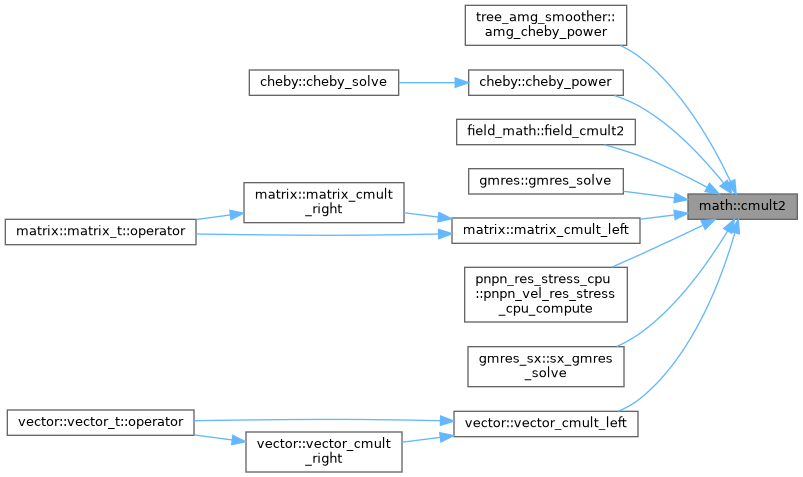 tree_amg_smoother::
amg_cheby_power
cheby::cheby_solve
cheby::cheby_power
field_math::field_cmult2
gmres::gmres_solve
matrix::matrix_cmult
_right
math::cmult2
matrix::matrix_t::operator
matrix::matrix_cmult_left
pnpn_res_stress_cpu
::pnpn_vel_res_stress
_cpu_compute
gmres_sx::sx_gmres
_solve
vector::vector_t::operator
vector::vector_cmult_left
vector::vector_cmult
_right